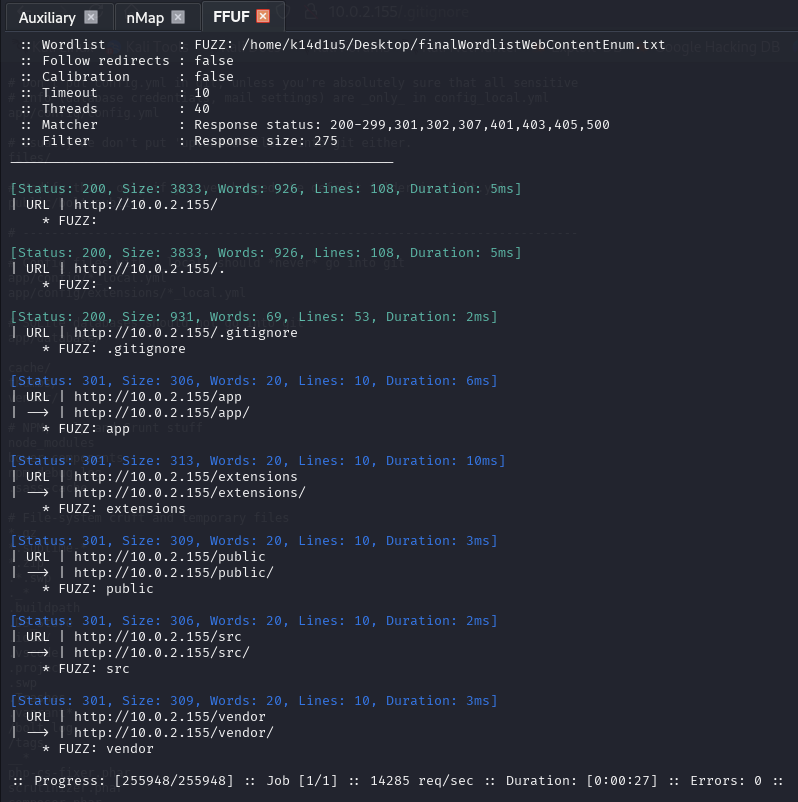 Auxiliary
nMap
FFUF
:: Wordlist : FUZZ: /home/k14d1u5/Desktop/finalWordlistWebContentEnum.txt
:: Follow redirects : false
:: Calibration : false
:: Timeout : 10
:: Threads : 40
:: Matcher : Response status: 200-299,301,302,307,401,403,405,500
:: Filter : Response size: 275
[Status: 200, Size: 3833, Words: 926, Lines: 108, Duration: 5ms]
| URL | http://10.0.2.155/
* FUZZ:
[Status: 200, Size: 3833, Words: 926, Lines: 108, Duration: 5ms]
| URL | http://10.0.2.155/.
* FUZZ: .
[Status: 200, Size: 931, Words: 69, Lines: 53, Duration: 2ms]
| URL | http://10.0.2.155/.gitignore
* FUZZ: .gitignore
[Status: 301, Size: 306, Words: 20, Lines: 10, Duration: 6ms]
| URL | http://10.0.2.155/app
| --> | http://10.0.2.155/app/
* FUZZ: app
[Status: 301, Size: 313, Words: 20, Lines: 10, Duration: 10ms]
| URL | http://10.0.2.155/extensions
| --> | http://10.0.2.155/extensions/
* FUZZ: extensions
[Status: 301, Size: 309, Words: 20, Lines: 10, Duration: 3ms]
| URL | http://10.0.2.155/public
| --> | http://10.0.2.155/public/
* FUZZ: public
[Status: 301, Size: 306, Words: 20, Lines: 10, Duration: 2ms]
| URL | http://10.0.2.155/src
| --> | http://10.0.2.155/src/
* FUZZ: src
[Status: 301, Size: 309, Words: 20, Lines: 10, Duration: 3ms]
| URL | http://10.0.2.155/vendor
| --> | http://10.0.2.155/vendor/
* FUZZ: vendor
:: Progress: [255948/255948] :: Job [1/1] :: 14285 req/sec :: Duration: [0:00:27] :: Errors: 0 ::